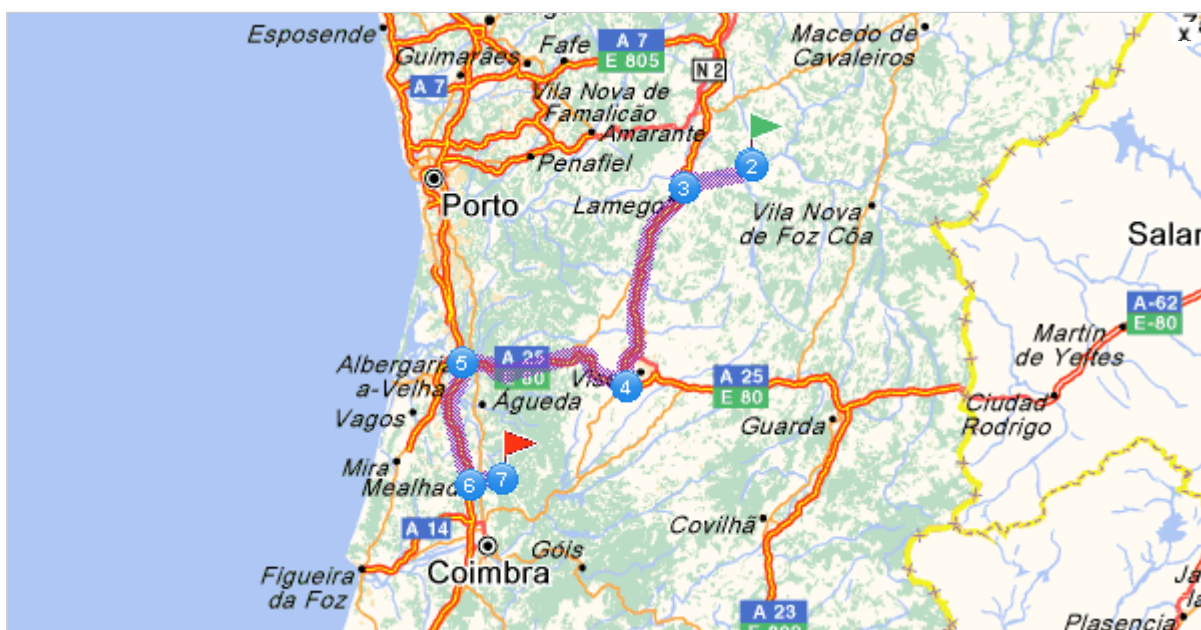 Esposende
Guimarães
Fafe
A 7
E 805
N 2
Macedo de
Cavaleiros
x
A 7
Vila Nova de
Famalicão
Amarante
Penafiel
2
3
Porto
Lamego
Vila Nova
de Foz Côa
Salar
A-62
E-80
Martín
de Yeltes
Albergaria
a-Velha
5
A 25
80
Vis
4
A 25
E 80
Vagos
Águeda
Guarda
Ciudad
Rodrigo
Mira
Mealhad
6
7
A 14
Covilhã
Coimbra
Góis
Figueira
da Foz
A 23
Plasencia